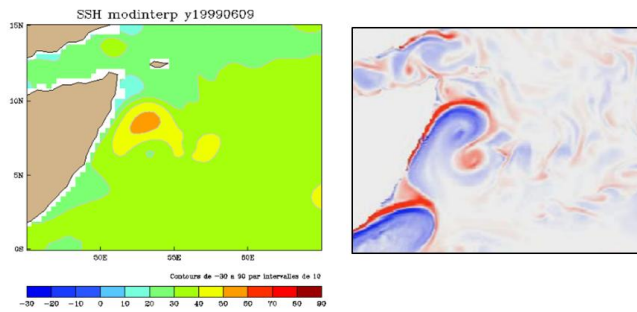 SSH modinterp y19990609
15N
10N
5N
0N
50E
55E
60E
Contours de -30 a 90 par intervalles de 10
-30 -20 -10 0 10 20 30 40 50 60 70 80 90